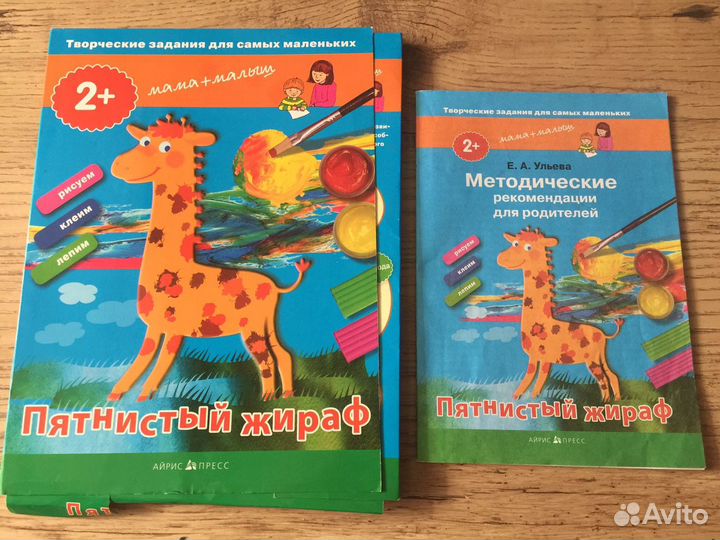 Творческие задания для самых маленьких
2+
мама+малыш
рисуем
клеим
лепим
Пятнистый жираф
АЙРИС ПРЕСС
Творческие задания для самых маленьких
2+
мама+малыш
Е. А. Ульева
Методические
рекомендации
для родителей
рисуем
клеим
лепим
Пятнистый жираф
АЙРИС ПРЕСС
Avito